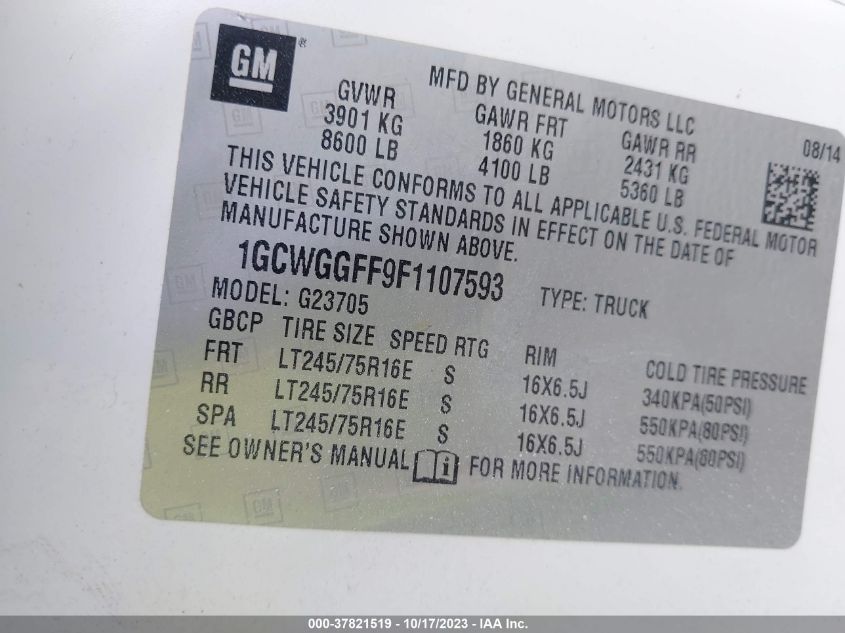 GM®
MFD BY GENERAL MOTORS LLC
GVWR GAWR FRT GAWR RR 08/14
3901 KG 1860 KG 2431 KG
8600 LB 4100 LB 5360 LB
THIS VEHICLE CONFORMS TO ALL APPLICABLE U.S. FEDERAL MOTOR
VEHICLE SAFETY STANDARDS IN EFFECT ON THE DATE OF
MANUFACTURE SHOWN ABOVE.
1GCWGGFF9F1107593 TYPE: TRUCK
MODEL: G23705
GBCP TIRE SIZE SPEED RTG RIM COLD TIRE PRESSURE
FRT LT245/75R16E S 16X6.5J 340KPA(50PSI)
RR LT245/75R16E S 16X6.5J 550KPA(80PSI)
SPA LT245/75R16E S 16X6.5J 550KPA(80PSI)
SEE OWNER'S MANUAL FOR MORE INFORMATION.
000-37821519 - 10/17/2023 - IAA Inc.